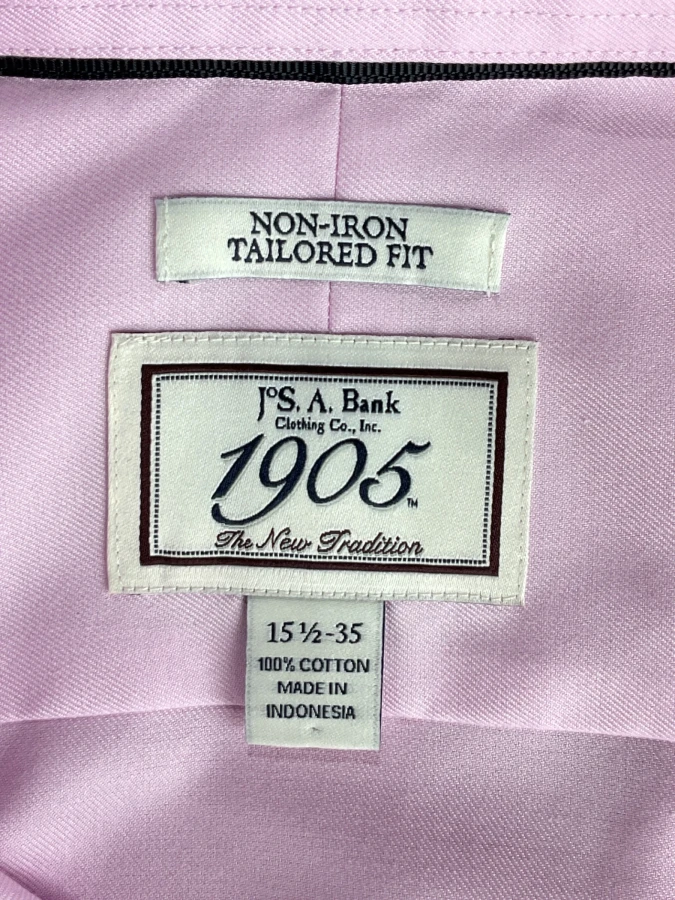 NON-IRON
TAILORED FIT
JoS. A. Bank
Clothing Co., Inc.
1905™
The New Tradition
15 ½-35
100% COTTON
MADE IN
INDONESIA